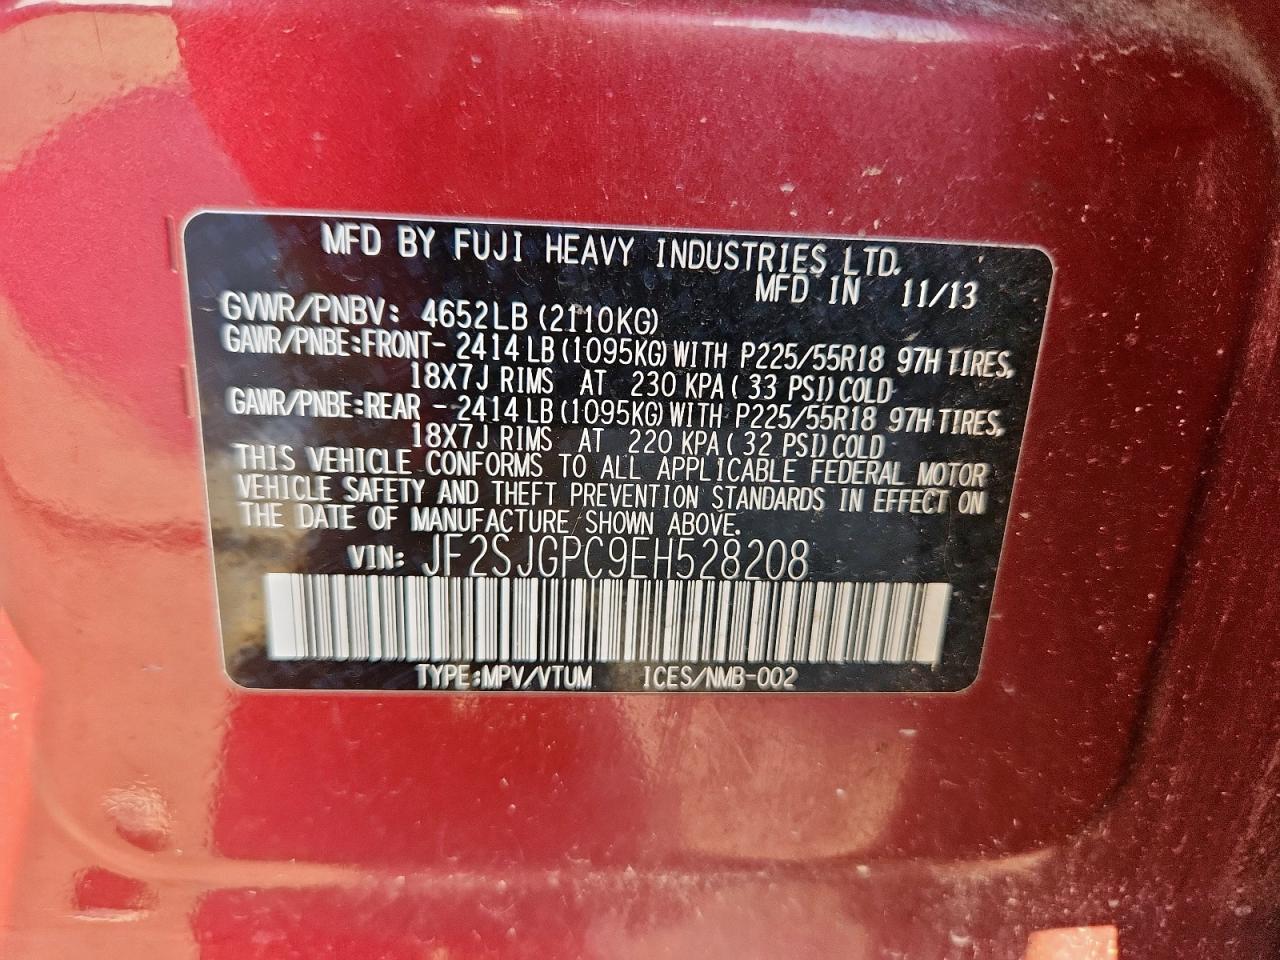 MFD BY FUJI HEAVY INDUSTRIES LTD.
MFD IN 11/13
GVWR/PNBV: 4652LB (2110KG)
GAWR/PNBE:FRONT- 2414 LB (1095KG) WITH P225/55R18 97H TIRES,
18X7J RIMS AT 230 KPA ( 33 PSI) COLD
GAWR/PNBE:REAR - 2414 LB (1095KG) WITH P225/55R18 97H TIRES,
18X7J RIMS AT 220 KPA ( 32 PSI) COLD
THIS VEHICLE CONFORMS TO ALL APPLICABLE FEDERAL MOTOR
VEHICLE SAFETY AND THEFT PREVENTION STANDARDS IN EFFECT ON
THE DATE OF MANUFACTURE SHOWN ABOVE.
VIN: JF2SJGPC9EH528208
TYPE:MPV/VTUM ICES/NMB-002